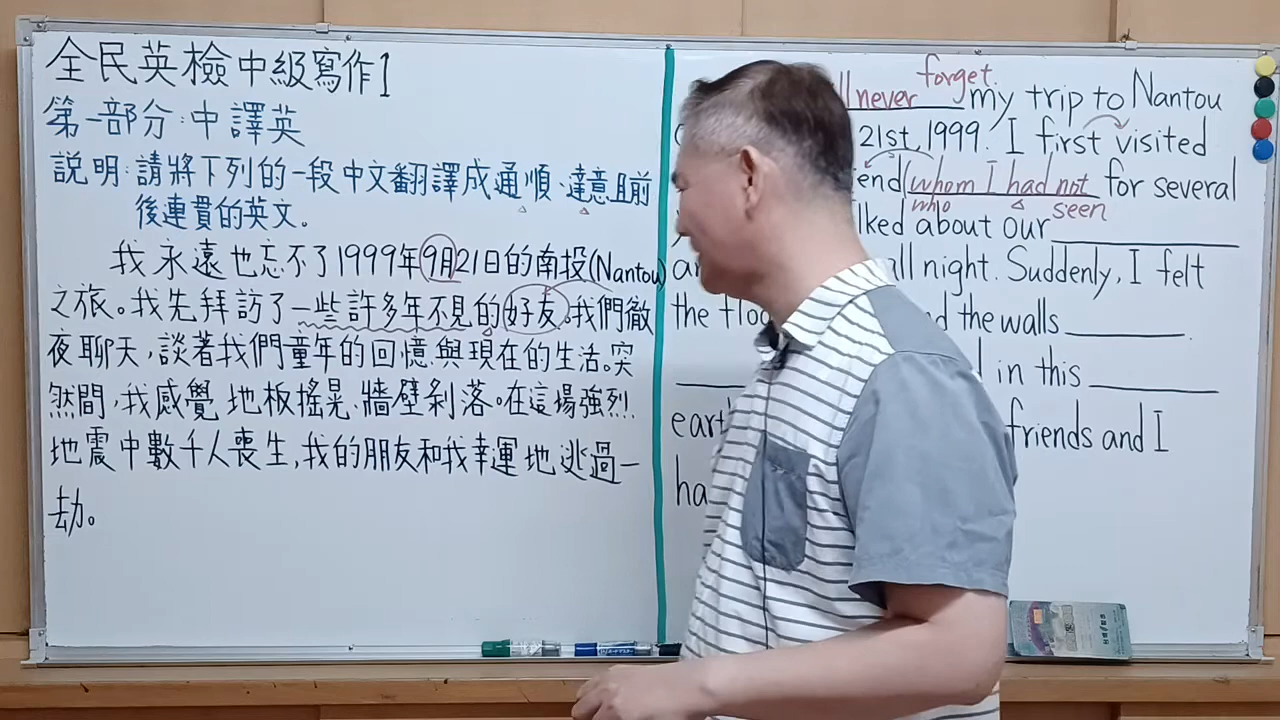 全民英檢中級寫作1
第一部分:中譯英
説明:請將下列的一段中文翻譯成通順、達意且前
後連貫的英文。
我永遠也忘不了1999年9月21日的南投(Nantou)
之旅。我先拜訪了一些許多年不見的好友。我們徹
夜聊天,談著我們童年的回憶與現在的生活。突
然間,我感覺地板搖晃、牆壁剝落。在這場強烈
地震中數千人喪生,我的朋友和我幸運地逃過一
劫。
never forget. my trip to Nantou
21st, 1999. I first visited
whom I had not for several
who seen
about our
all night. Suddenly, I felt
the the walls
in this
friends and I